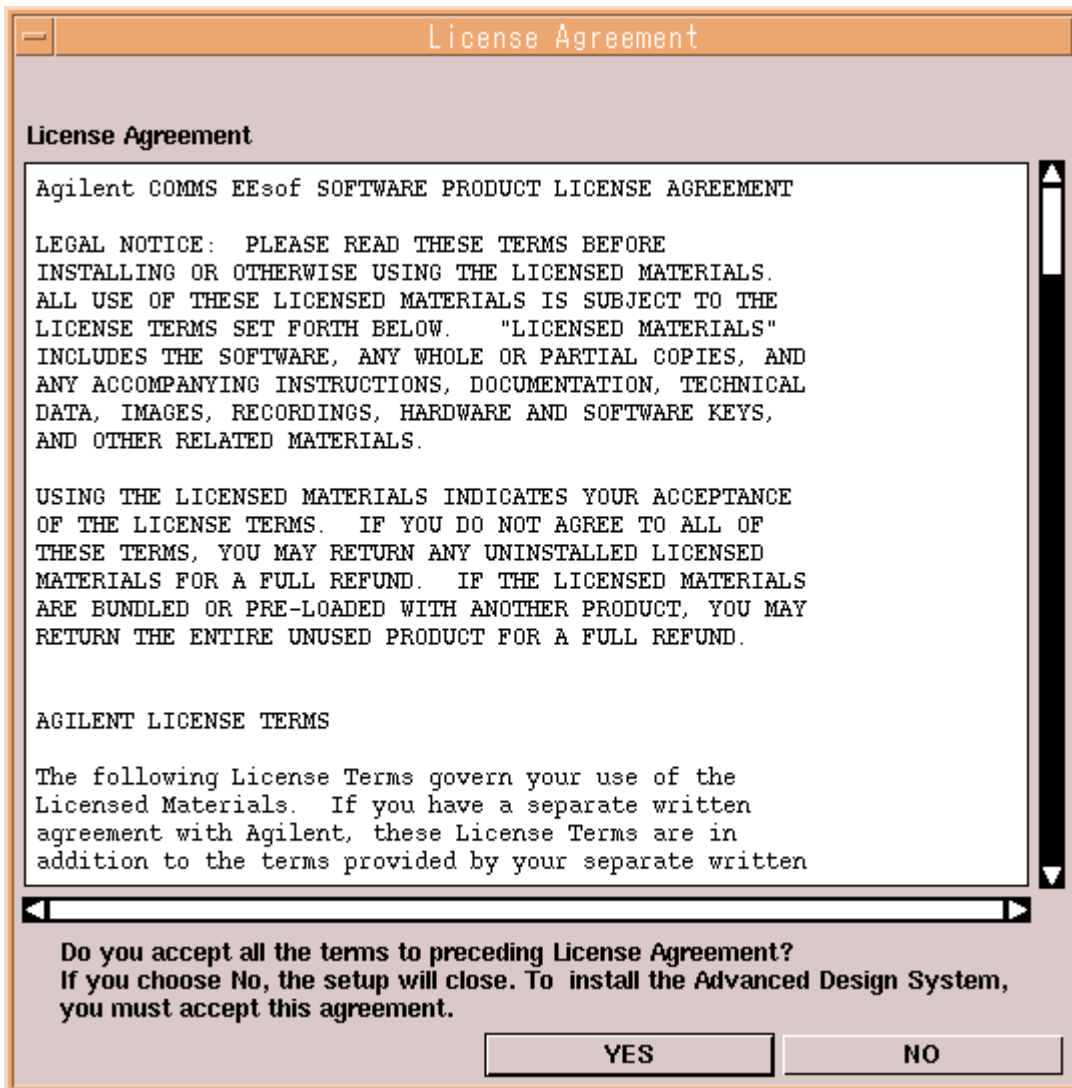 License Agreement
License Agreement
Agilent COMMS EEsof SOFTWARE PRODUCT LICENSE AGREEMENT
LEGAL NOTICE:  PLEASE READ THESE TERMS BEFORE
INSTALLING OR OTHERWISE USING THE LICENSED MATERIALS.
ALL USE OF THESE LICENSED MATERIALS IS SUBJECT TO THE
LICENSE TERMS SET FORTH BELOW.   "LICENSED MATERIALS"
INCLUDES THE SOFTWARE, ANY WHOLE OR PARTIAL COPIES, AND
ANY ACCOMPANYING INSTRUCTIONS, DOCUMENTATION, TECHNICAL
DATA, IMAGES, RECORDINGS, HARDWARE AND SOFTWARE KEYS,
AND OTHER RELATED MATERIALS.
USING THE LICENSED MATERIALS INDICATES YOUR ACCEPTANCE
OF THE LICENSE TERMS.  IF YOU DO NOT AGREE TO ALL OF
THESE TERMS, YOU MAY RETURN ANY UNINSTALLED LICENSED
MATERIALS FOR A FULL REFUND.  IF THE LICENSED MATERIALS
ARE BUNDLED OR PRE-LOADED WITH ANOTHER PRODUCT, YOU MAY
RETURN THE ENTIRE UNUSED PRODUCT FOR A FULL REFUND.
AGILENT LICENSE TERMS
The following License Terms govern your use of the
Licensed Materials.  If you have a separate written
agreement with Agilent, these License Terms are in
addition to the terms provided by your separate written
Do you accept all the terms to preceding License Agreement?
If you choose No, the setup will close. To  install the Advanced Design System,
you must accept this agreement.
YES
NO